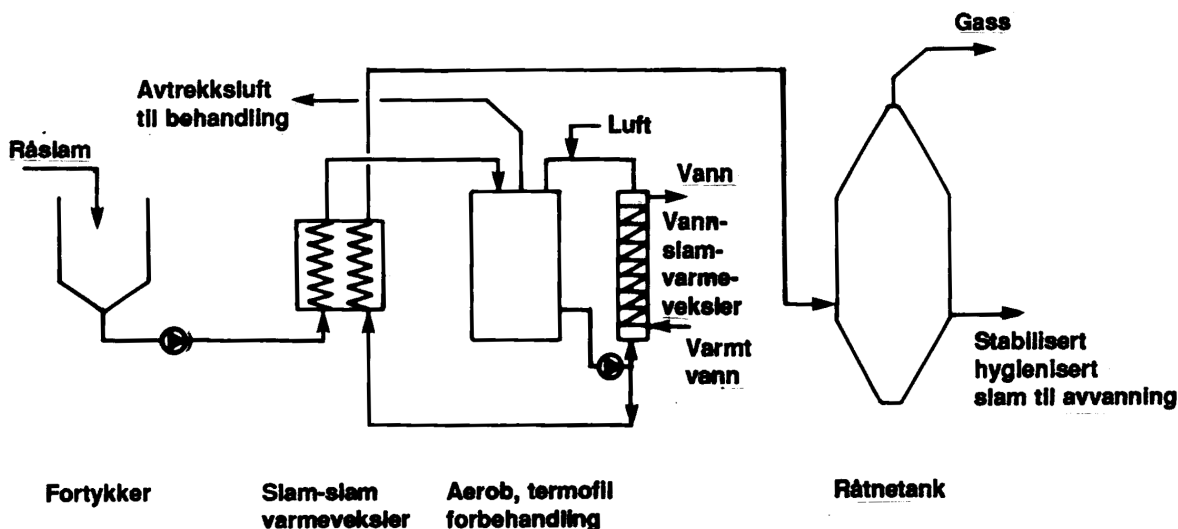 Gass
Avtrekksluft
til behandling
Luft
Råslam
Vann
Vann-
slam-
varme-
veksler
Varmt
vann
Stabilisert
hygienisert
slam til avvanning
Fortykker
Slam-slam
varmeveksler
Aerob, termofil
forbehandling
Råtnetank